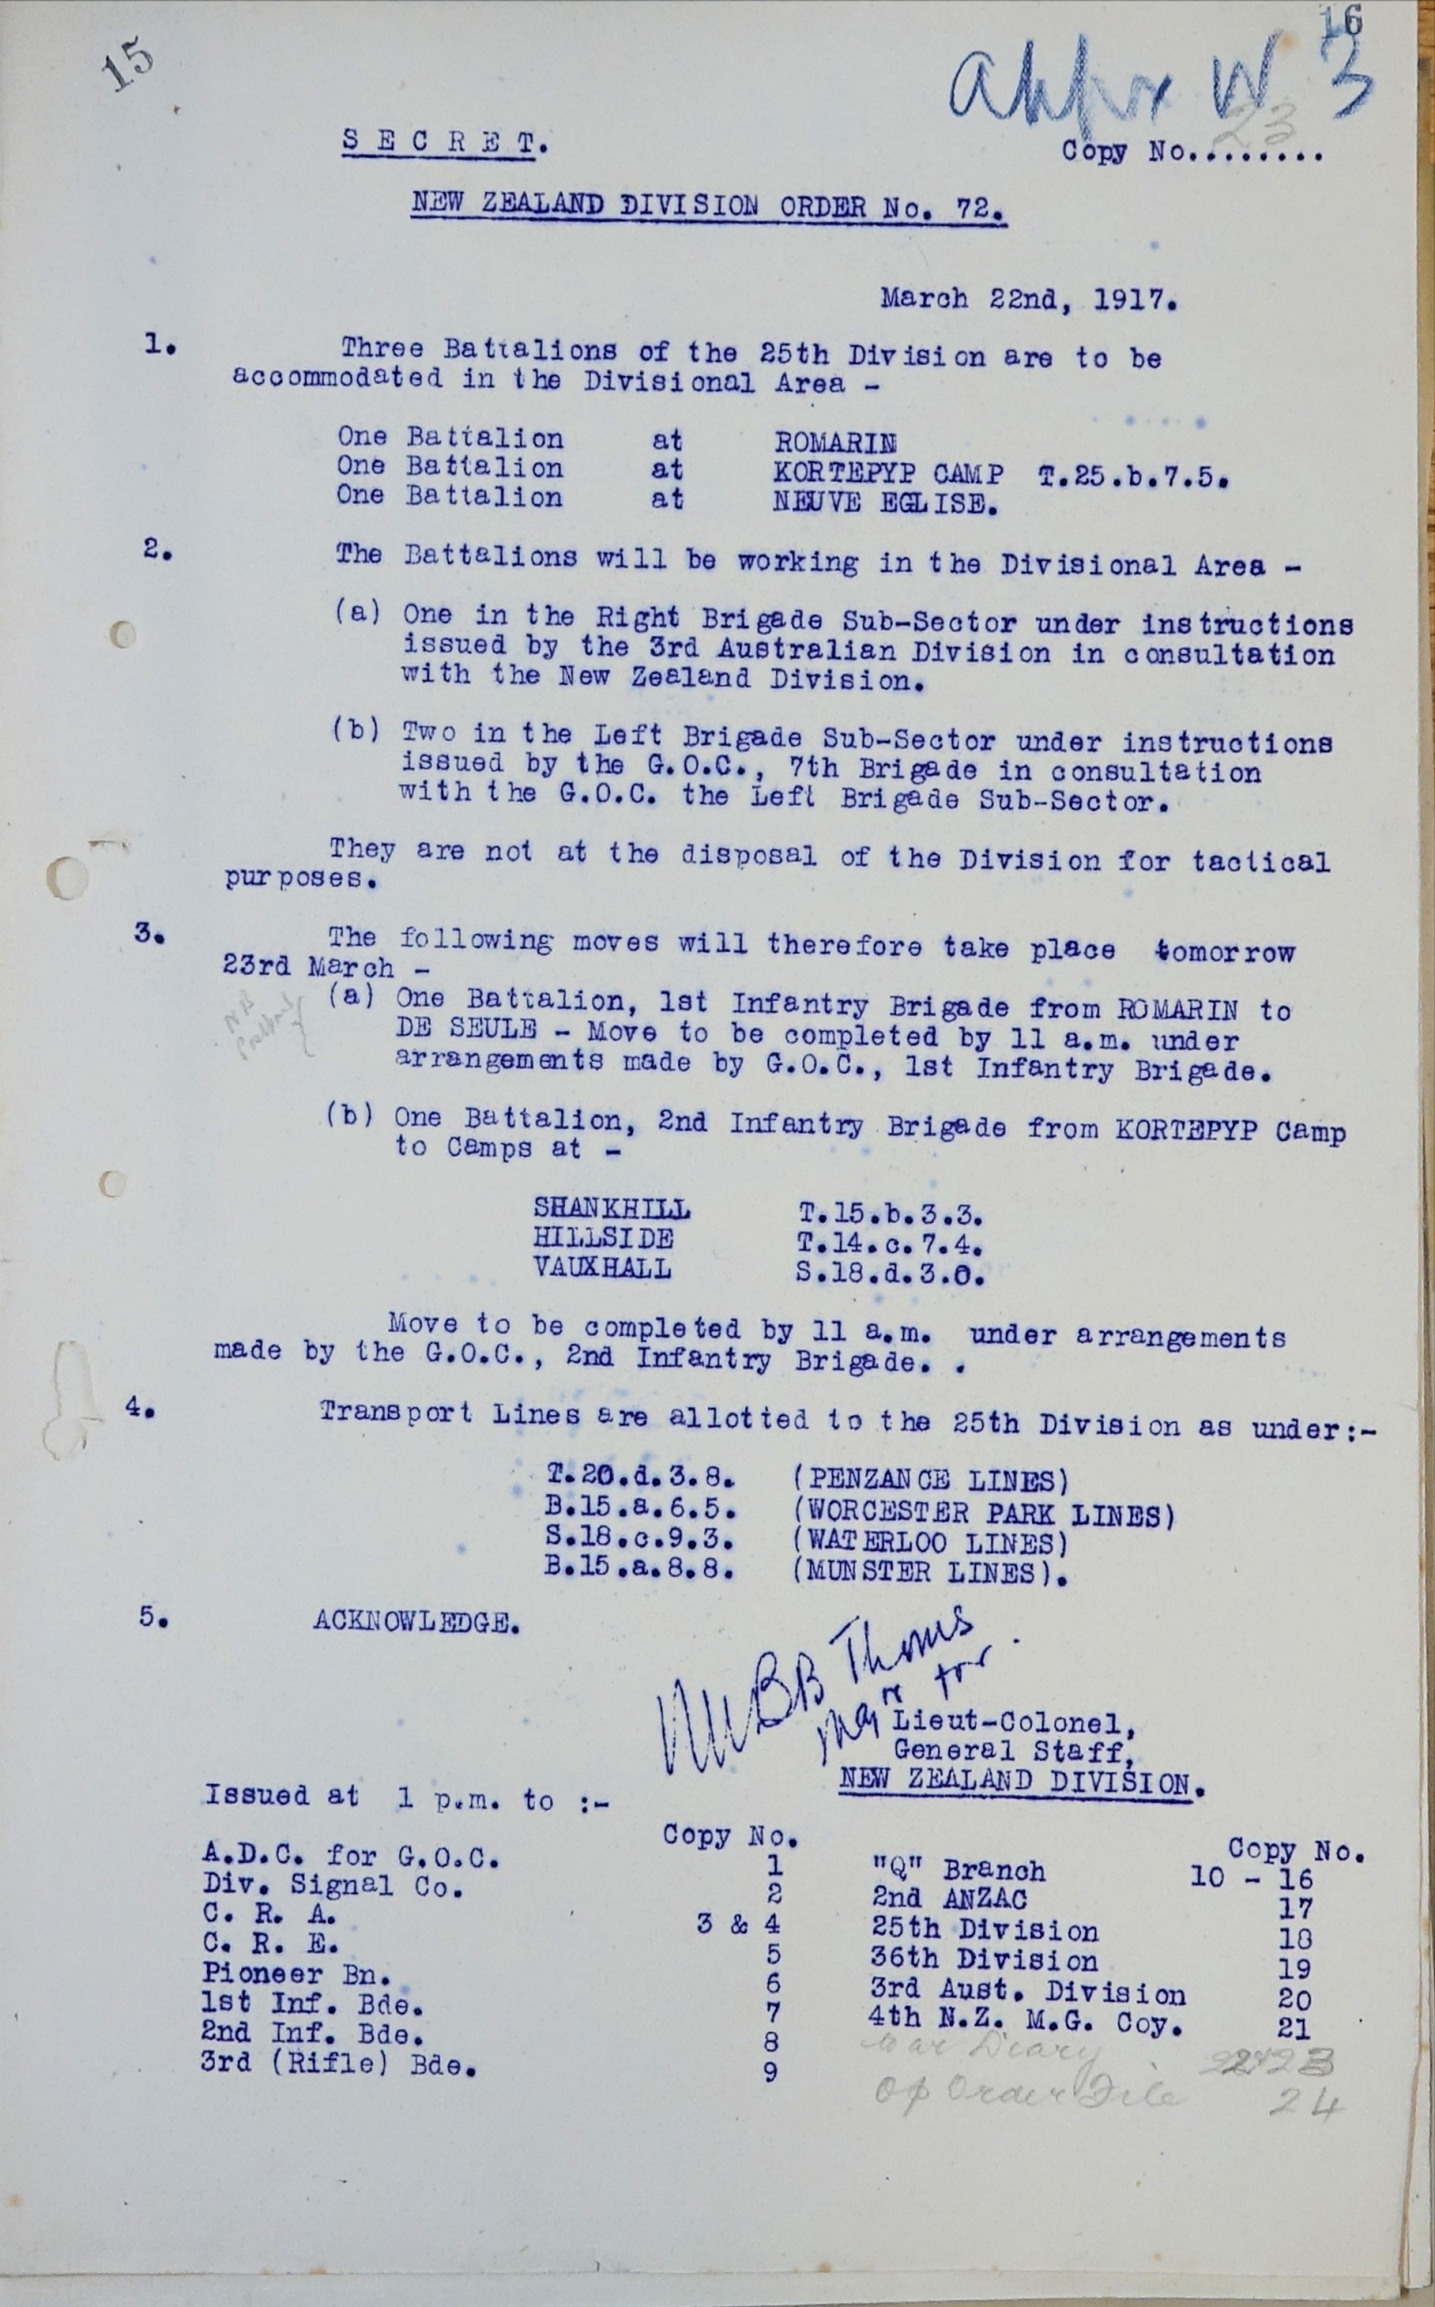 15
16
Appx W 3
S E C R E T.
Copy No........ 23
NEW ZEALAND DIVISION ORDER No. 72.
March 22nd, 1917.
1. Three Battalions of the 25th Division are to be
accommodated in the Divisional Area -
One Battalion at ROMARIN
One Battalion at KORTEPYP CAMP T.25.b.7.5.
One Battalion at NEUVE EGLISE.
2. The Battalions will be working in the Divisional Area -
(a) One in the Right Brigade Sub-Sector under instructions
issued by the 3rd Australian Division in consultation
with the New Zealand Division.
(b) Two in the Left Brigade Sub-Sector under instructions
issued by the G.O.C., 7th Brigade in consultation
with the G.O.C. the Left Brigade Sub-Sector.
They are not at the disposal of the Division for tactical
purposes.
3. The following moves will therefore take place tomorrow
23rd March -
(a) One Battalion, 1st Infantry Brigade from ROMARIN to
DE SEULE - Move to be completed by 11 a.m. under
arrangements made by G.O.C., 1st Infantry Brigade.
(b) One Battalion, 2nd Infantry Brigade from KORTEPYP Camp
to Camps at -
SHANKHILL T.15.b.3.3.
HILLSIDE T.14.c.7.4.
VAUXHALL S.18.d.3.0.
Move to be completed by 11 a.m. under arrangements
made by the G.O.C., 2nd Infantry Brigade. .
4. Transport Lines are allotted to the 25th Division as under:-
T.20.d.3.8. (PENZANCE LINES)
B.15.a.6.5. (WORCESTER PARK LINES)
S.18.c.9.3. (WATERLOO LINES)
B.15.a.8.8. (MUNSTER LINES).
5. ACKNOWLEDGE.
Thoms
Majr for
Lieut-Colonel,
General Staff,
NEW ZEALAND DIVISION.
Issued at 1 p.m. to :-
Copy No. Copy No.
A.D.C. for G.O.C. 1 "Q" Branch 10 - 16
Div. Signal Co. 2 2nd ANZAC 17
C. R. A. 3 & 4 25th Division 18
C. R. E. 5 36th Division 19
Pioneer Bn. 6 3rd Aust. Division 20
1st Inf. Bde. 7 4th N.Z. M.G. Coy. 21
2nd Inf. Bde. 8 War Diary 22 & 23
3rd (Rifle) Bde. 9 Op Order File 24